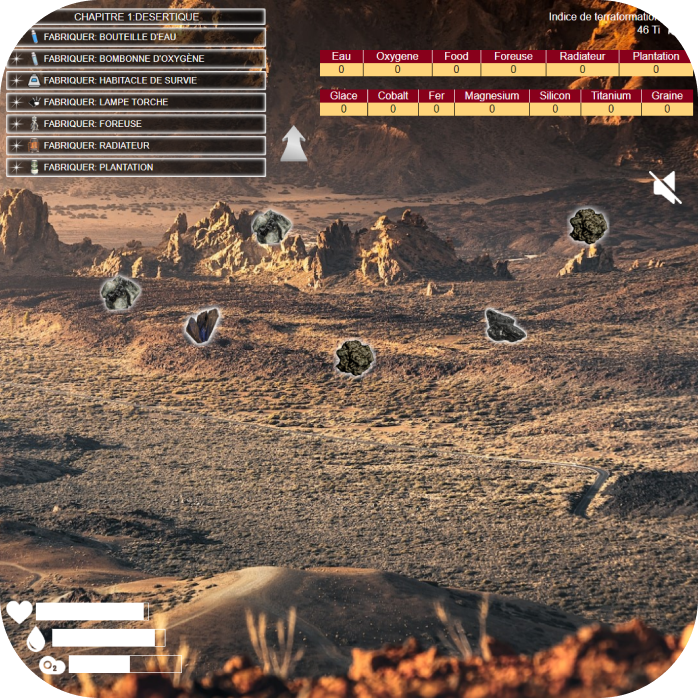 CHAPITRE 1:DESERTIQUE
FABRIQUER: BOUTEILLE D'EAU
FABRIQUER: BOMBONNE D'OXYGÈNE
FABRIQUER: HABITACLE DE SURVIE
FABRIQUER: LAMPE TORCHE
FABRIQUER: FOREUSE
FABRIQUER: RADIATEUR
FABRIQUER: PLANTATION
Indice de terraformatio
46 Ti
Eau Oxygene Food Foreuse Radiateur Plantation
0 0 0 0 0 0
Glace Cobalt Fer Magnesium Silicon Titanium Graine
0 0 0 0 0 0 0
O2